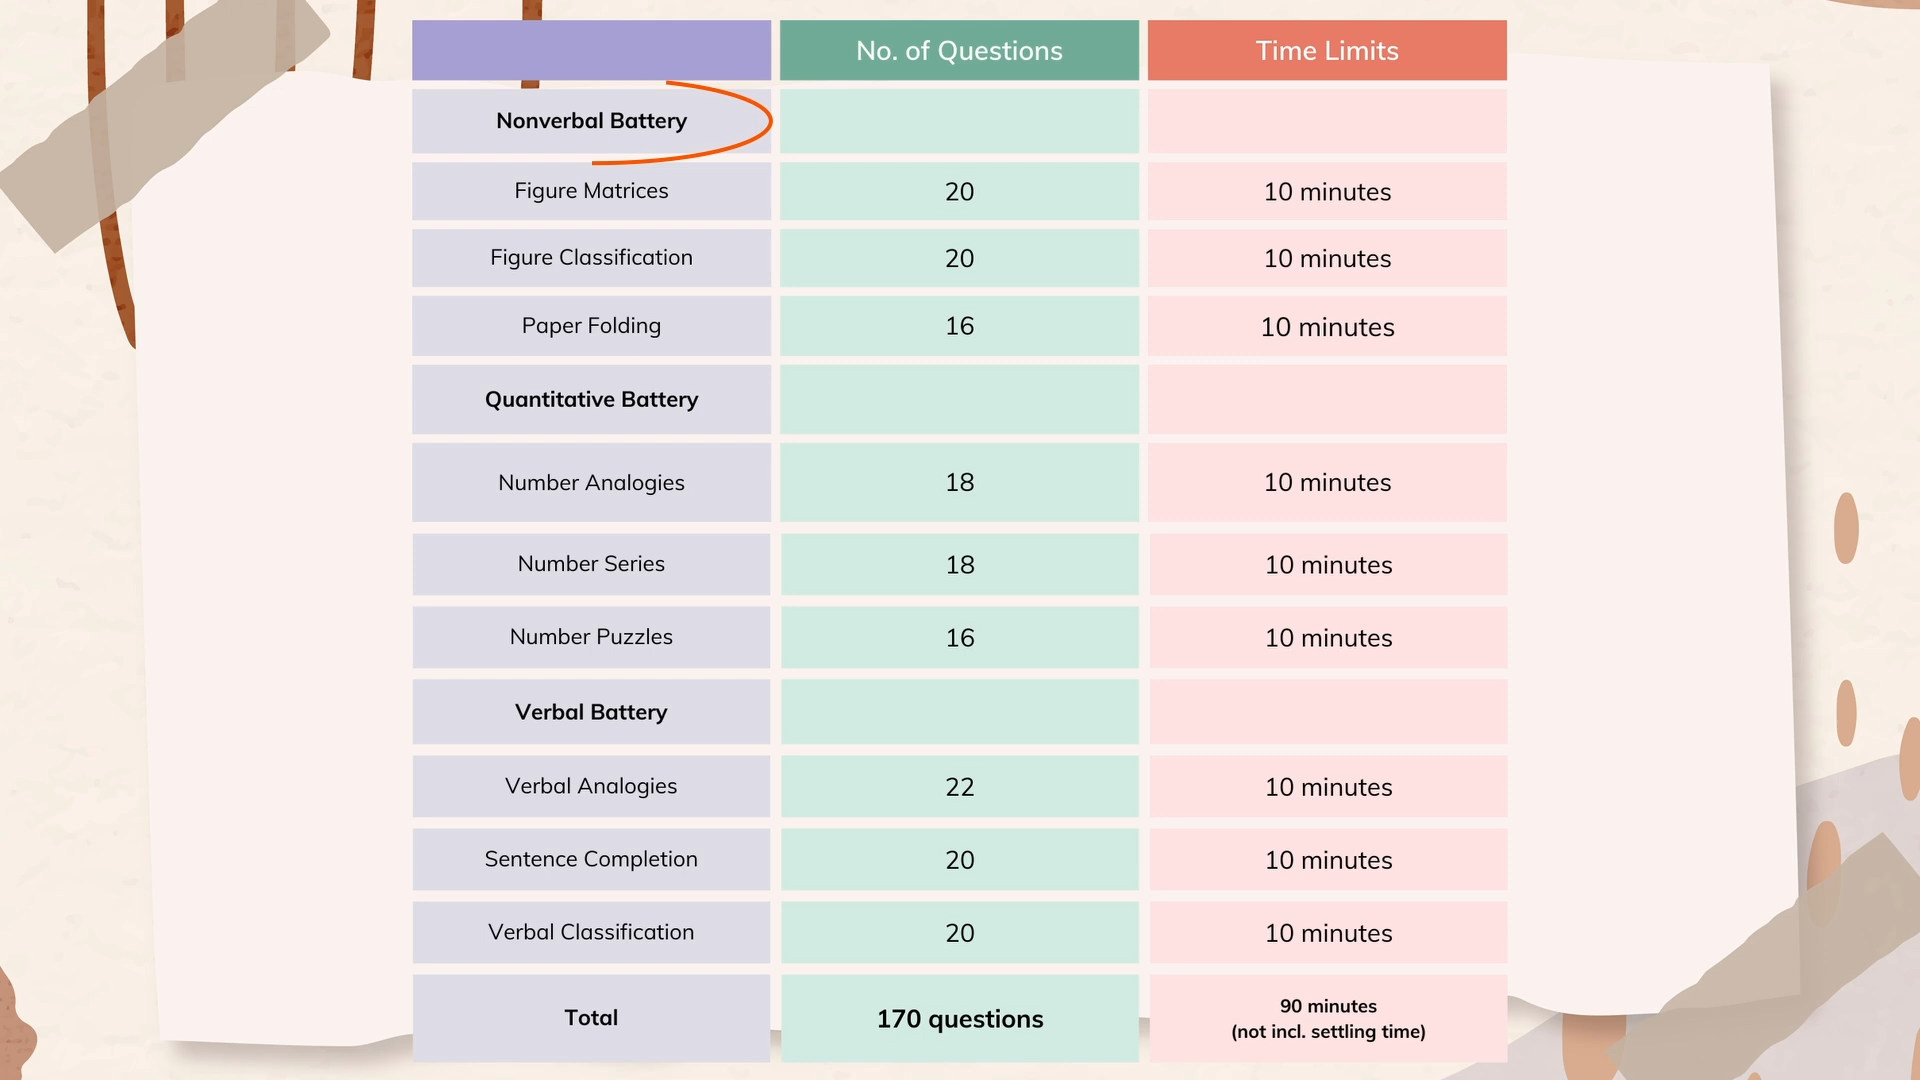 No. of Questions
Time Limits
Nonverbal Battery
Figure Matrices
20
10 minutes
Figure Classification
20
10 minutes
Paper Folding
16
10 minutes
Quantitative Battery
Number Analogies
18
10 minutes
Number Series
18
10 minutes
Number Puzzles
16
10 minutes
Verbal Battery
Verbal Analogies
22
10 minutes
Sentence Completion
20
10 minutes
Verbal Classification
20
10 minutes
Total
170 questions
90 minutes
(not incl. settling time)